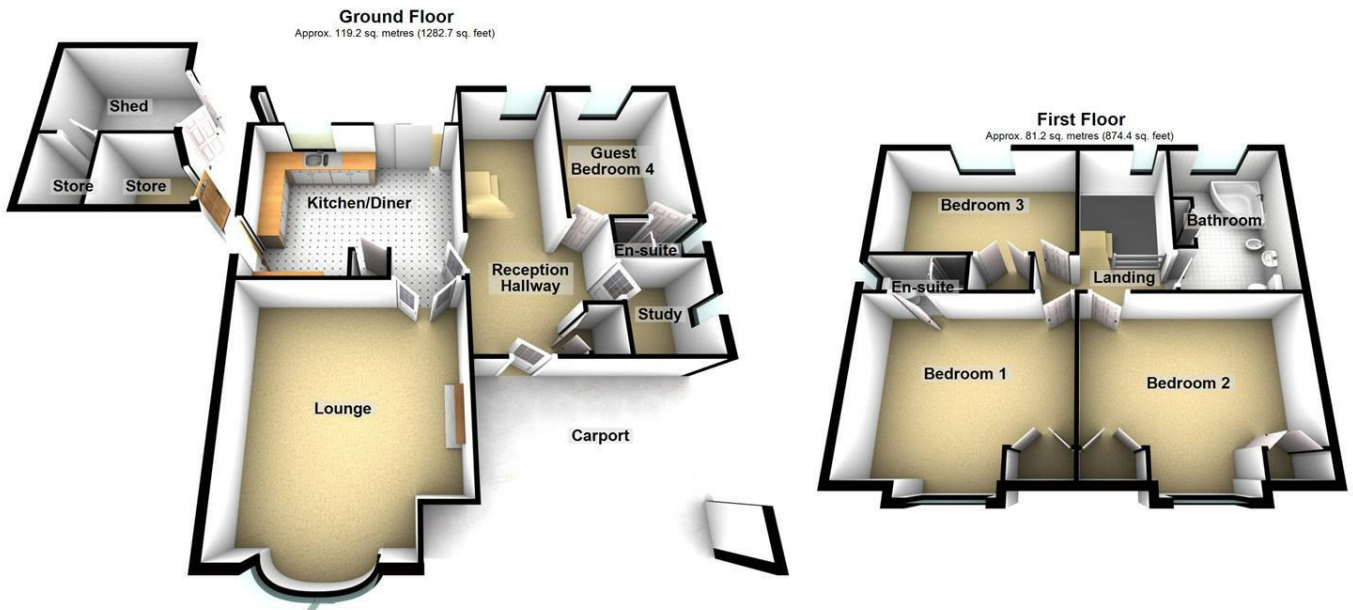 Ground Floor
Approx. 119.2 sq. metres (1282.7 sq. feet)
Shed
Store
Store
Kitchen/Diner
Guest
Bedroom 4
En-suite
Reception
Hallway
Study
Lounge
Carport
First Floor
Approx. 81.2 sq. metres (874.4 sq. feet)
Bedroom 3
Bathroom
Landing
En-suite
Bedroom 1
Bedroom 2